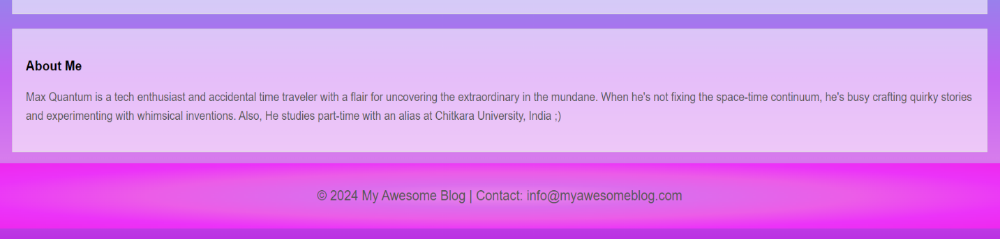 About Me
Max Quantum is a tech enthusiast and accidental time traveler with a flair for uncovering the extraordinary in the mundane. When he's not fixing the space-time continuum, he's busy crafting quirky stories
and experimenting with whimsical inventions. Also, He studies part-time with an alias at Chitkara University, India ;)
© 2024 My Awesome Blog | Contact: info@myawesomeblog.com